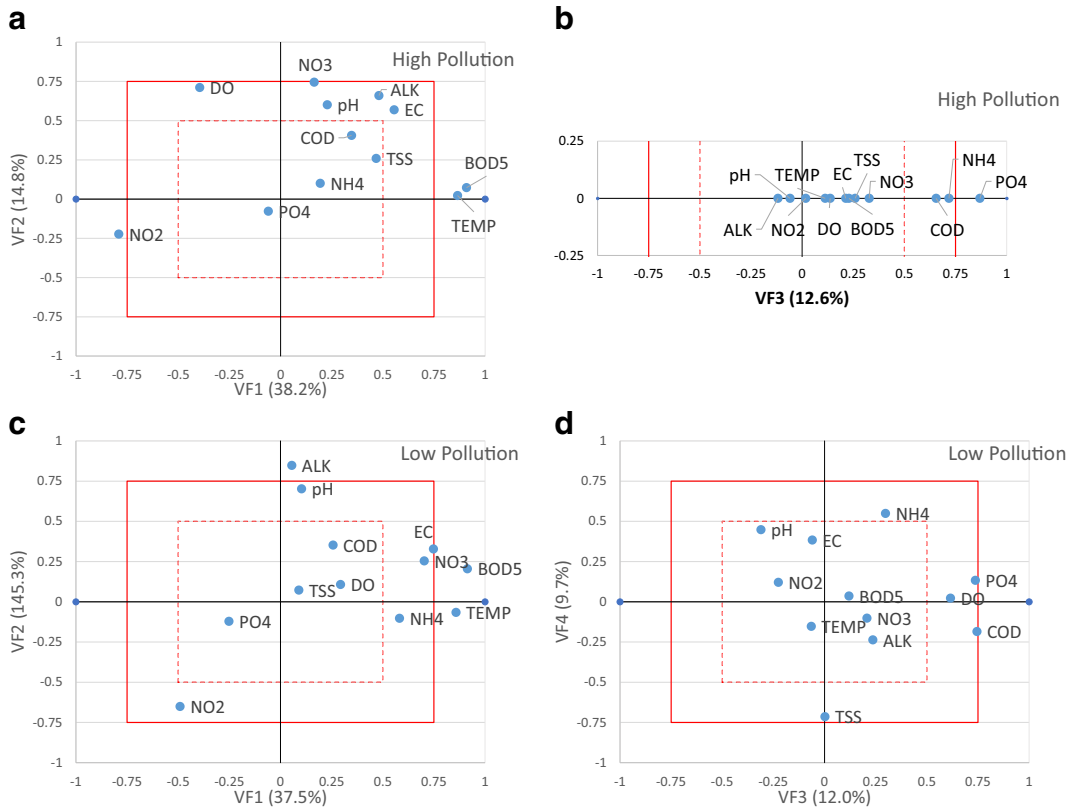 a
1
0.75
0.5
0.25
0
-0.25
-0.5
-0.75
-1
-1 -0.75 -0.5 -0.25 0 0.25 0.5 0.75 1
VF2 (14.8%)
VF1 (38.2%)
High Pollution
NO3
DO
ALK
pH
EC
COD
TSS
BOD5
NH4
PO4
TEMP
NO2
b
High Pollution
0.25
0
-0.25
TSS
NH4
TEMP EC
pH NO3 PO4
ALK NO2 DO BOD5 COD
-1 -0.75 -0.5 -0.25 0 0.25 0.5 0.75 1
VF3 (12.6%)
c
1
0.75
0.5
0.25
0
-0.25
-0.5
-0.75
-1
-1 -0.75 -0.5 -0.25 0 0.25 0.5 0.75 1
VF2 (145.3%)
VF1 (37.5%)
Low Pollution
ALK
pH
EC
COD
NO3
BOD5
DO
TSS
NH4
TEMP
PO4
NO2
d
1
0.75
0.5
0.25
0
-0.25
-0.5
-0.75
-1
-1 -0.75 -0.5 -0.25 0 0.25 0.5 0.75 1
VF4 (9.7%)
VF3 (12.0%)
Low Pollution
NH4
pH
EC
NO2
PO4
BOD5
DO
NO3
TEMP
COD
ALK
TSS